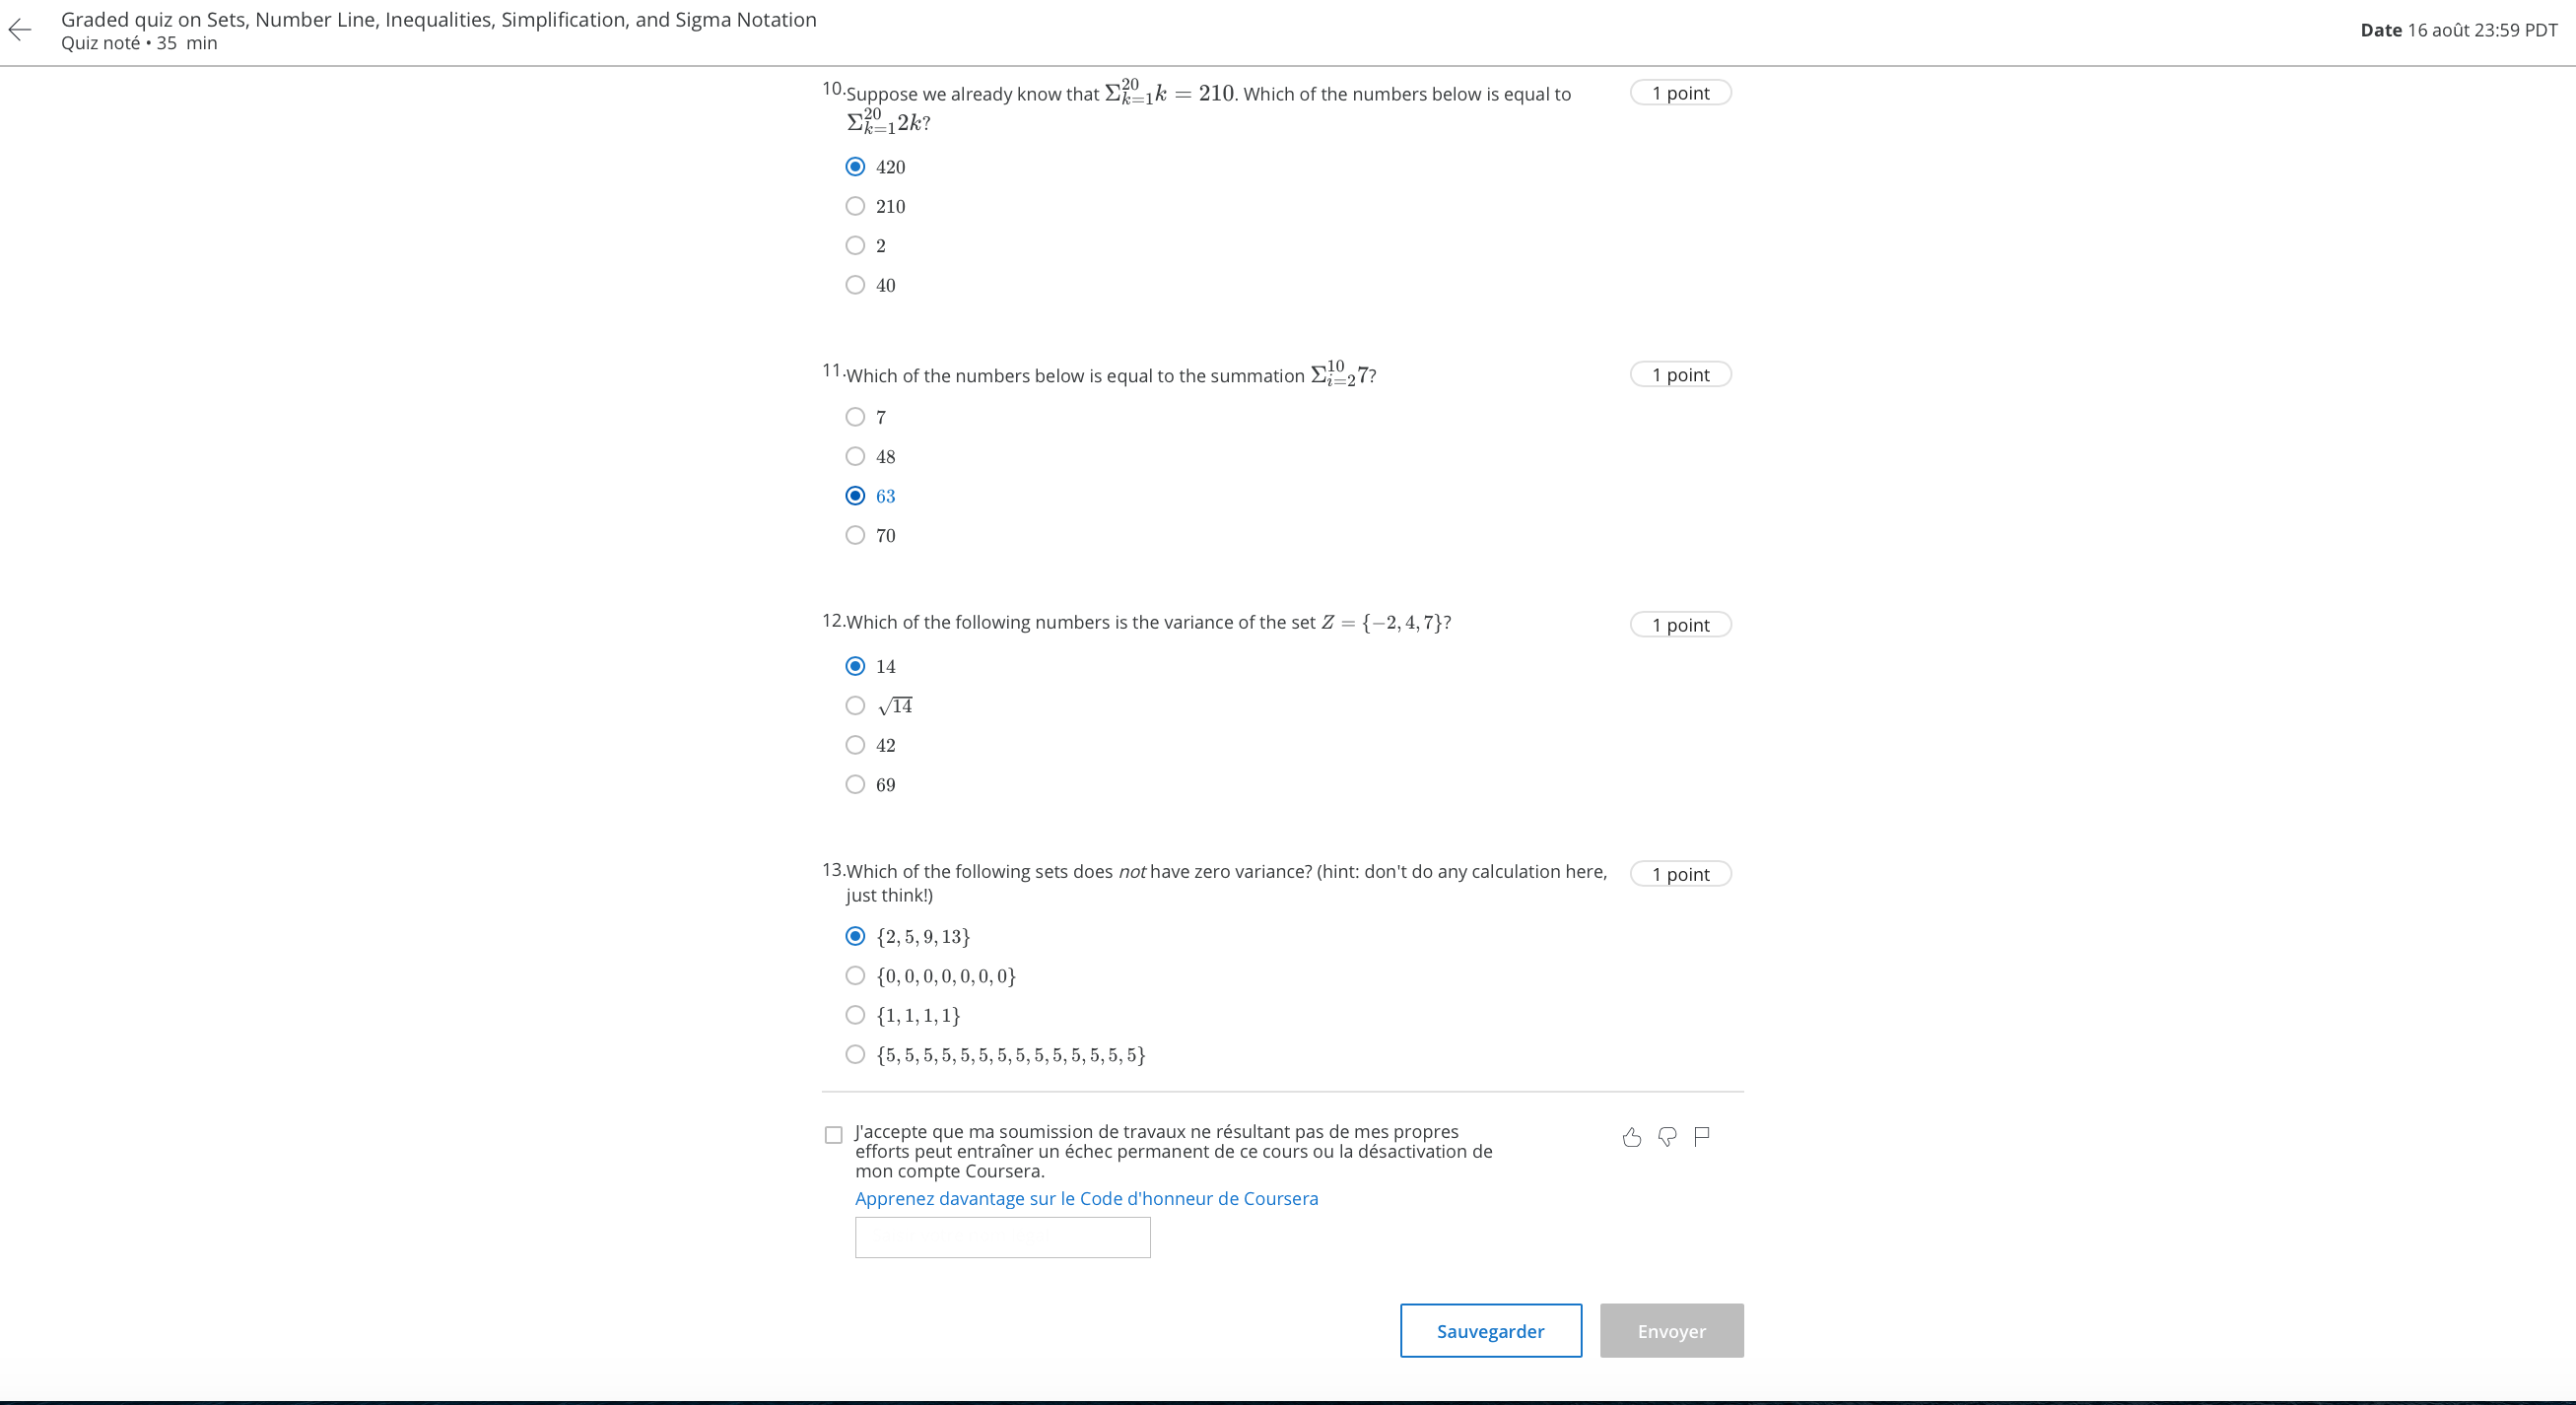 Graded quiz on Sets, Number Line, Inequalities, Simplification, and Sigma Notation
Quiz noté • 35 min
Date 16 août 23:59 PDT
10. Suppose we already know that Σ_{k=1}^{20} k = 210. Which of the numbers below is equal to
Σ_{k=1}^{20} 2k?
1 point
420
210
2
40
11. Which of the numbers below is equal to the summation Σ_{i=2}^{10} 7?
1 point
7
48
63
70
12. Which of the following numbers is the variance of the set Z = {−2, 4, 7}?
1 point
14
√14
42
69
13. Which of the following sets does not have zero variance? (hint: don't do any calculation here,
just think!)
1 point
{2, 5, 9, 13}
{0, 0, 0, 0, 0, 0, 0}
{1, 1, 1, 1}
{5, 5, 5, 5, 5, 5, 5, 5, 5, 5, 5, 5, 5, 5}
J'accepte que ma soumission de travaux ne résultant pas de mes propres
efforts peut entraîner un échec permanent de ce cours ou la désactivation de
mon compte Coursera.
Apprenez davantage sur le Code d'honneur de Coursera
Sauvegarder
Envoyer